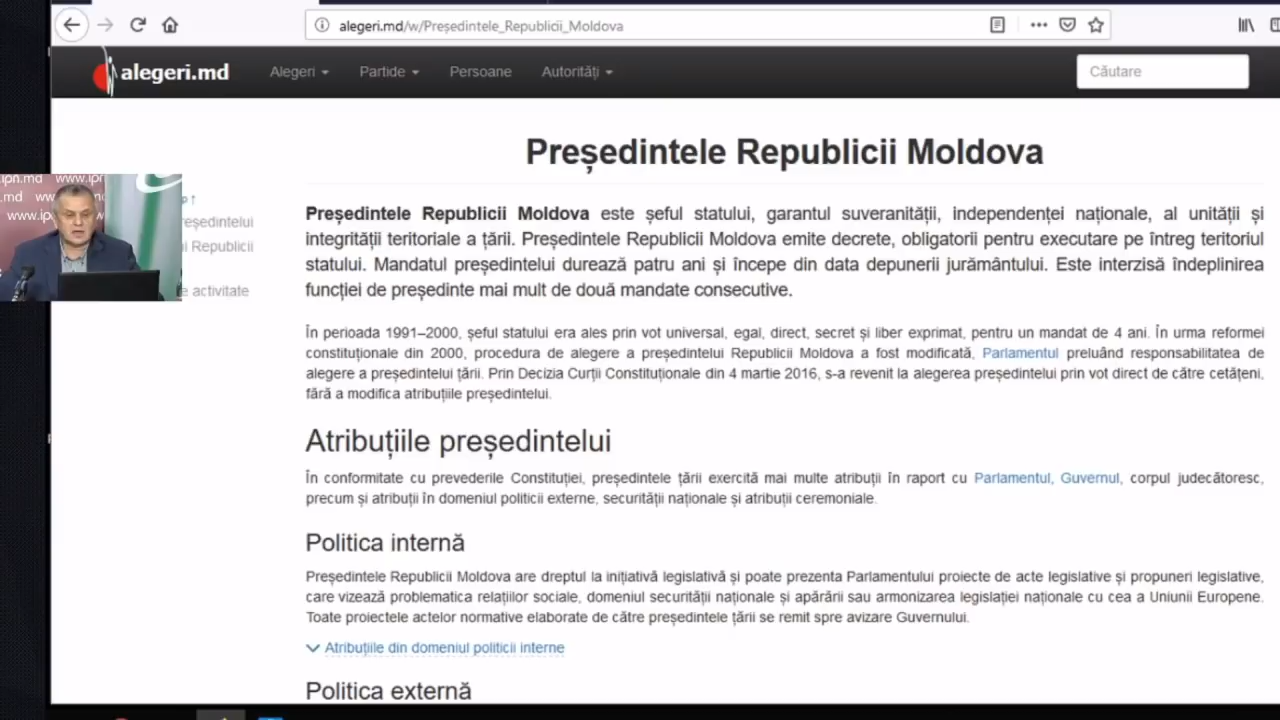 alegeri.md/w/Președintele_Republicii_Moldova
alegeri.md
Alegeri
Partide
Persoane
Autorități
Căutare
Președintele Republicii Moldova
www.ipn
.md
www.ip
reședintelui
i Republicii
e activitate
Președintele Republicii Moldova este șeful statului, garantul suveranității, independenței naționale, al unității și
integrității teritoriale a țării. Președintele Republicii Moldova emite decrete, obligatorii pentru executare pe întreg teritoriul
statului. Mandatul președintelui durează patru ani și începe din data depunerii jurământului. Este interzisă îndeplinirea
funcției de președinte mai mult de două mandate consecutive.
În perioada 1991–2000, șeful statului era ales prin vot universal, egal, direct, secret și liber exprimat, pentru un mandat de 4 ani. În urma reformei
constituționale din 2000, procedura de alegere a președintelui Republicii Moldova a fost modificată, Parlamentul preluând responsabilitatea de
alegere a președintelui țării. Prin Decizia Curții Constituționale din 4 martie 2016, s-a revenit la alegerea președintelui prin vot direct de către cetățeni,
fără a modifica atribuțiile președintelui.
Atribuțiile președintelui
În conformitate cu prevederile Constituției, președintele țării exercită mai multe atribuții în raport cu Parlamentul, Guvernul, corpul judecătoresc,
precum și atribuții în domeniul politicii externe, securității naționale și atribuții ceremoniale.
Politica internă
Președintele Republicii Moldova are dreptul la inițiativă legislativă și poate prezenta Parlamentului proiecte de acte legislative și propuneri legislative,
care vizează problematica relațiilor sociale, domeniul securității naționale și apărării sau armonizarea legislației naționale cu cea a Uniunii Europene.
Toate proiectele actelor normative elaborate de către președintele țării se remit spre avizare Guvernului.
Atribuțiile din domeniul politicii interne
Politica externă